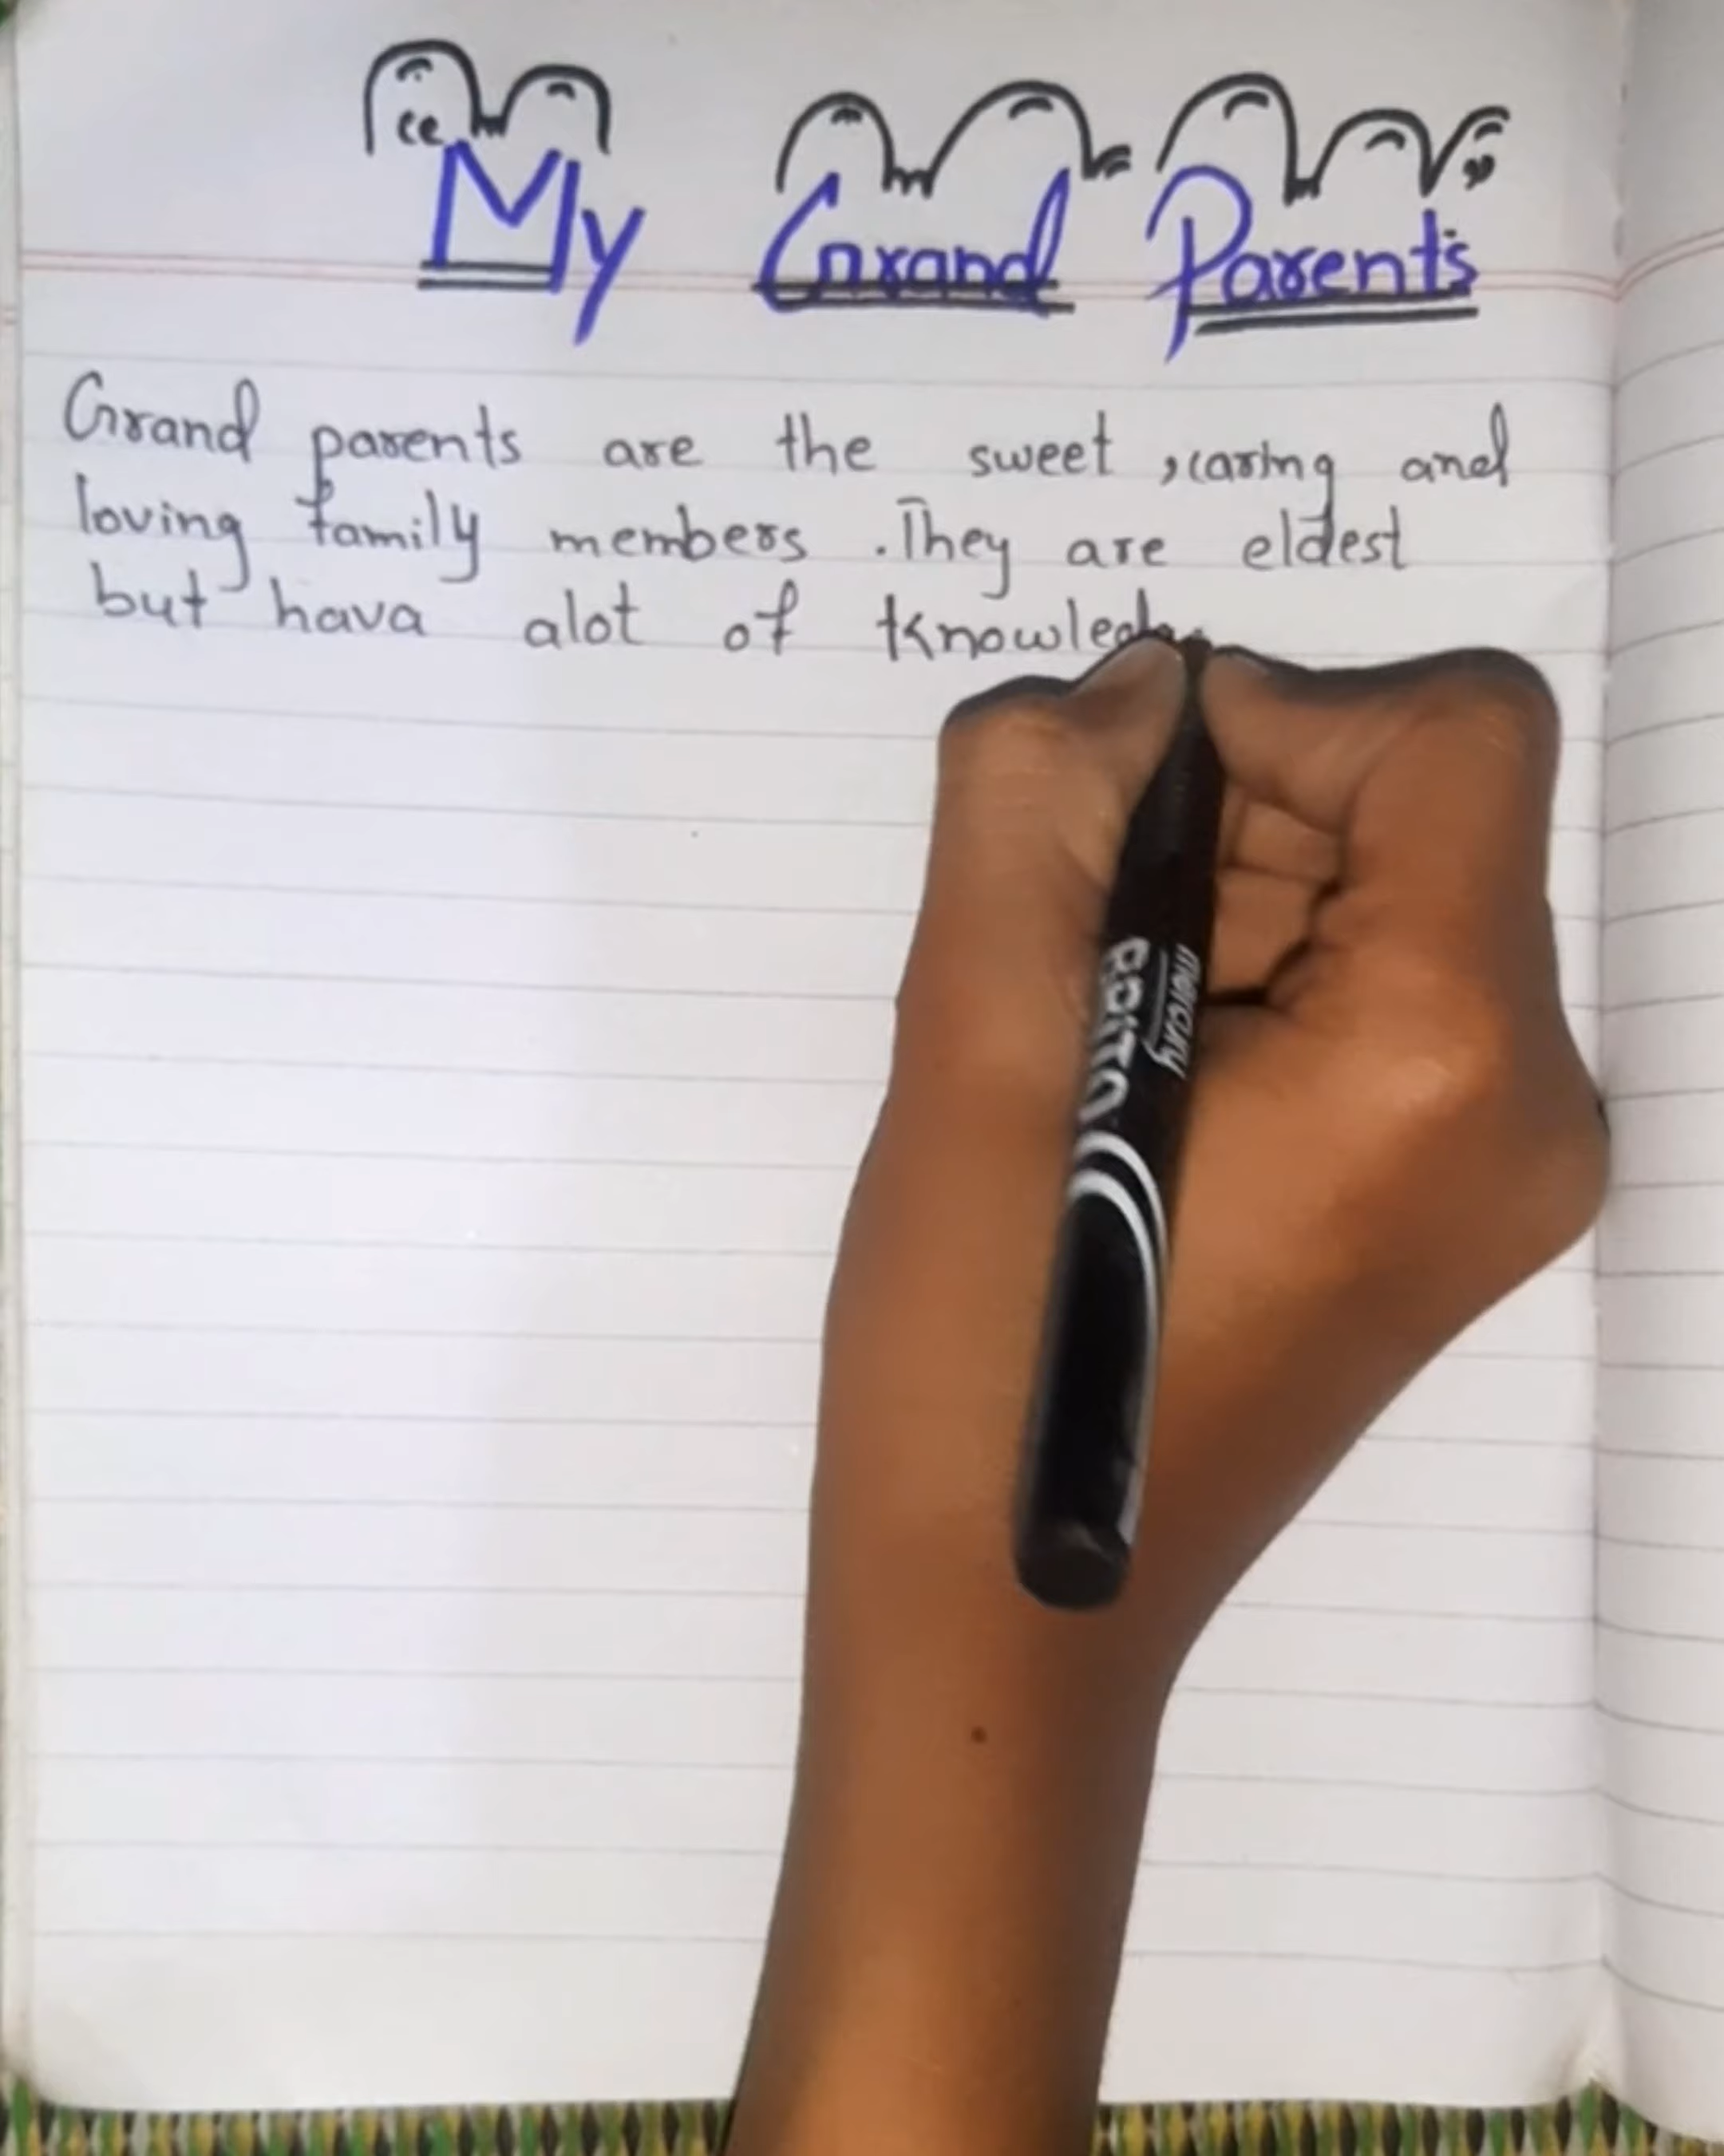 My Grand Parents
Grand parents are the sweet ,caring and
loving family members .They are eldest
but hava alot of
mercury